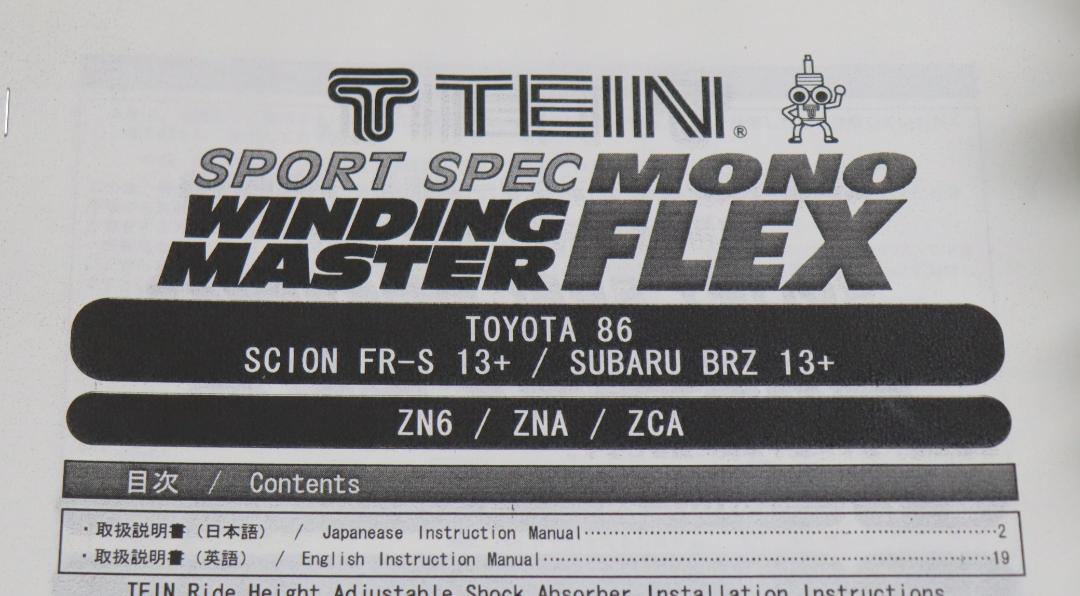 TEIN®
SPORT SPEC MONO
WINDING FLEX
MASTER
TOYOTA 86
SCION FR-S 13+ / SUBARU BRZ 13+
ZN6 / ZNA / ZCA
目次 / Contents
・取扱説明書（日本語） / Japanease Instruction Manual……………………………………………2
・取扱説明書（英語） / English Instruction Manual……………………………………………19
TEIN Ride Height Adjustable Shock Absorber Installation Instructions